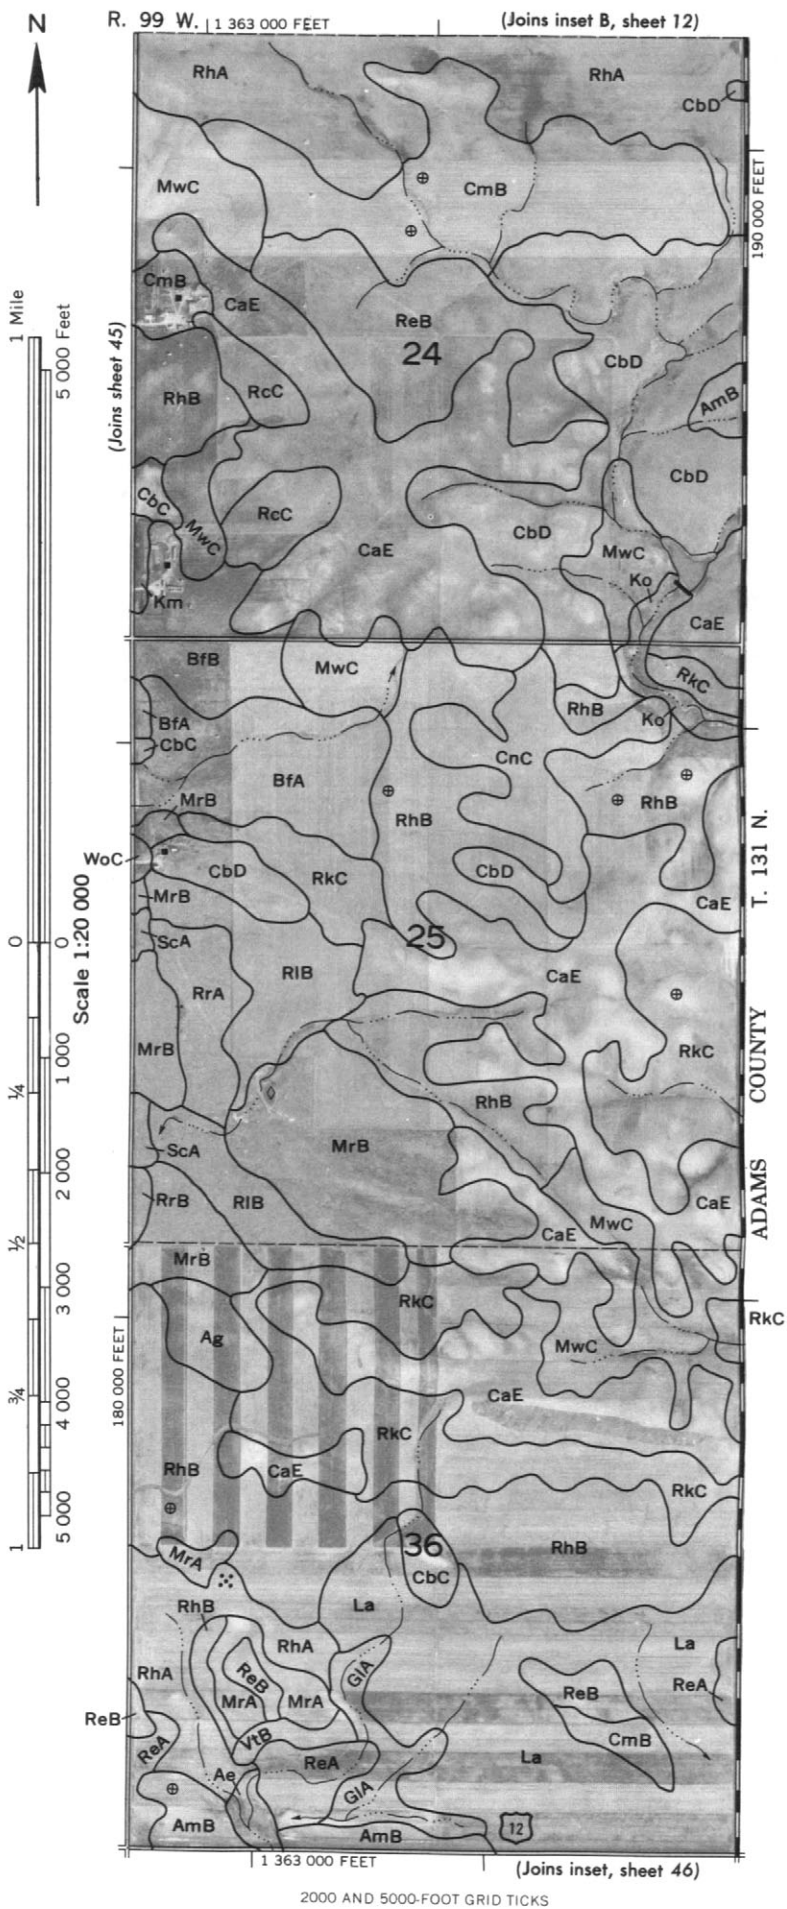 N
R. 99 W.
1 363 000 FEET
(Joins inset B, sheet 12)
RhA
RhA
CbD
MwC
CmB
190 000 FEET
CmB
CaE
ReB
24
1 Mile
5 000 Feet
(Joins sheet 45)
CbD
RhB
RcC
AmB
CbC
MwC
RcC
CaE
CbD
CbD
MwC
Ko
Km
CaE
BfB
MwC
RkC
BfA
RhB
Ko
CbC
CnC
BfA
MrB
RhB
RhB
WoC
CbD
RkC
CbD
T. 131 N.
MrB
CaE
ScA
25
0
0
Scale 1:20 000
RrA
RlB
CaE
MrB
RkC
1 000
1/4
RhB
COUNTY
ScA
MrB
2 000
RrB
RlB
CaE
MwC
CaE
ADAMS
1/2
MrB
3 000
RkC
RkC
Ag
MwC
180 000 FEET
3/4
4 000
CaE
RkC
RhB
CaE
RkC
5 000
1
36
RhB
MrA
CbC
RhB
La
RhA
La
RhA
GlA
ReB
ReB
ReA
MrA
MrA
ReB
CmB
VtB
ReA
ReA
La
Ae
GlA
AmB
AmB
12
1 363 000 FEET
(Joins inset, sheet 46)
2000 AND 5000-FOOT GRID TICKS